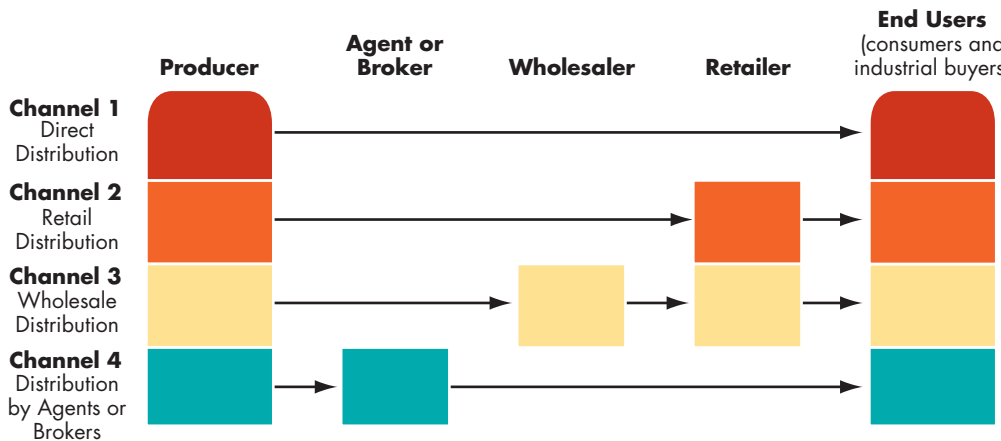 Producer
Agent or
Broker
Wholesaler
Retailer
End Users
(consumers and
industrial buyers
Channel 1
Direct
Distribution
Channel 2
Retail
Distribution
Channel 3
Wholesale
Distribution
Channel 4
Distribution
by Agents or
Brokers